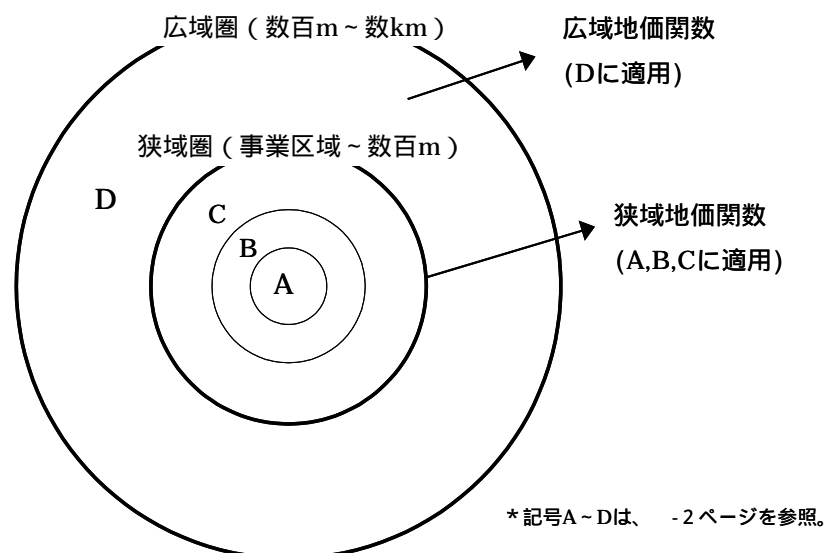 広域圏（数百m～数km）
広域地価関数
(Dに適用)
狭域圏（事業区域～数百m）
D
C
B
A
狭域地価関数
(A,B,Cに適用)
*記号A～Dは、　-2ページを参照。